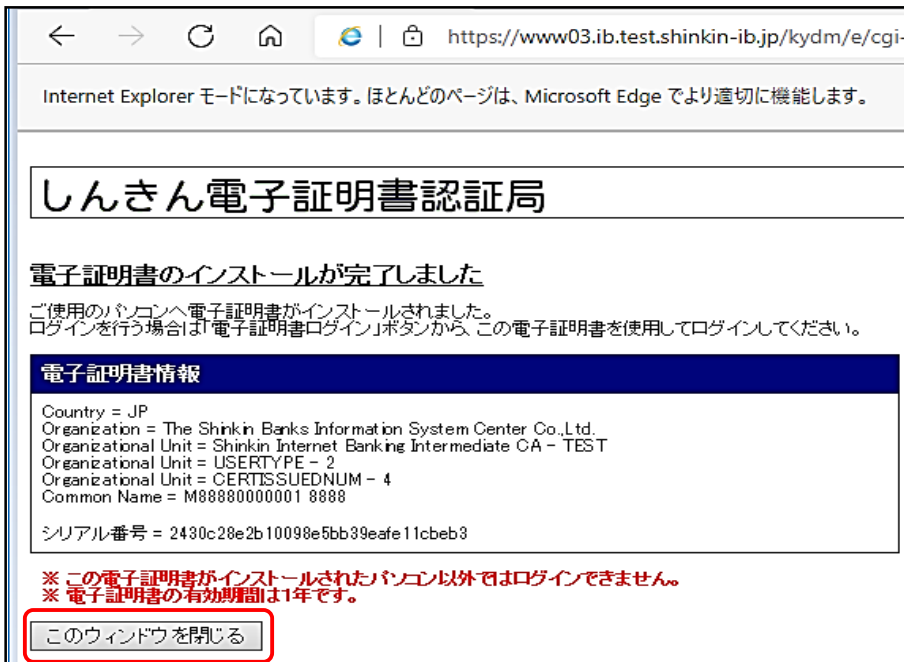 https://www03.ib.test.shinkin-ib.jp/kydm/e/cgi-
Internet Explorer モードになっています。ほとんどのページは、Microsoft Edge でより適切に機能します。
しんきん電子証明書認証局
電子証明書のインストールが完了しました
ご使用のパソコンへ電子証明書がインストールされました。
ログインを行う場合は「電子証明書ログイン」ボタンから、この電子証明書を使用してログインしてください。
電子証明書情報
Country = JP
Organization = The Shinkin Banks Information System Center Co.,Ltd.
Organizational Unit = Shinkin Internet Banking Intermediate CA - TEST
Organizational Unit = USERTYPE - 2
Organizational Unit = CERTISSUEDNUM - 4
Common Name = M88880000001 8888
シリアル番号 = 2430c28e2b10098e5bb39eafe11cbeb3
※ この電子証明書がインストールされたパソコン以外ではログインできません。
※ 電子証明書の有効期間は1年です。
このウィンドウを閉じる